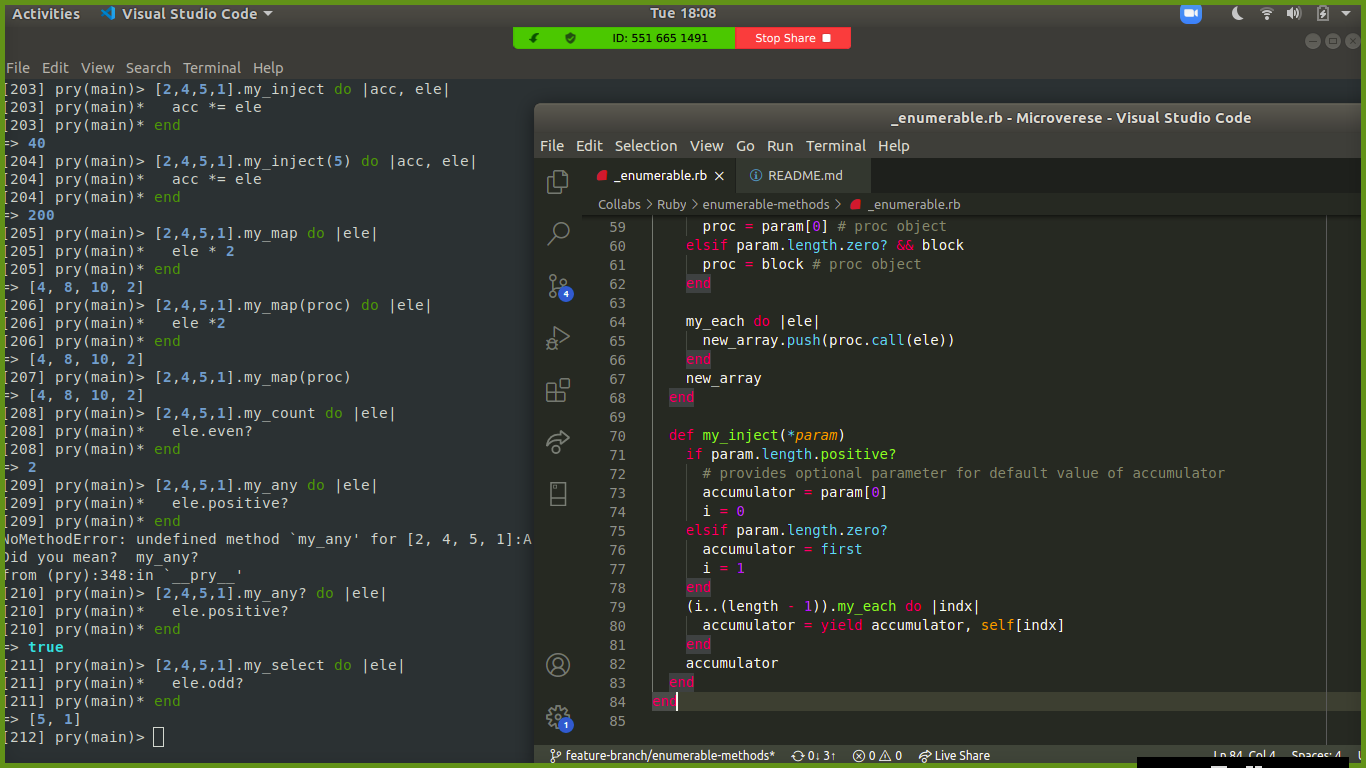 Activities
Visual Studio Code
Tue 18:08
ID: 551 665 1491
Stop Share
File Edit View Search Terminal Help
[203] pry(main)> [2,4,5,1].my_inject do |acc, ele|
[203] pry(main)*   acc *= ele
[203] pry(main)* end
=> 40
[204] pry(main)> [2,4,5,1].my_inject(5) do |acc, ele|
[204] pry(main)*   acc *= ele
[204] pry(main)* end
=> 200
[205] pry(main)> [2,4,5,1].my_map do |ele|
[205] pry(main)*   ele * 2
[205] pry(main)* end
=> [4, 8, 10, 2]
[206] pry(main)> [2,4,5,1].my_map(proc) do |ele|
[206] pry(main)*   ele *2
[206] pry(main)* end
=> [4, 8, 10, 2]
[207] pry(main)> [2,4,5,1].my_map(proc)
=> [4, 8, 10, 2]
[208] pry(main)> [2,4,5,1].my_count do |ele|
[208] pry(main)*   ele.even?
[208] pry(main)* end
=> 2
[209] pry(main)> [2,4,5,1].my_any do |ele|
[209] pry(main)*   ele.positive?
[209] pry(main)* end
NoMethodError: undefined method `my_any' for [2, 4, 5, 1]:A
Did you mean?  my_any?
from (pry):348:in `__pry__'
[210] pry(main)> [2,4,5,1].my_any? do |ele|
[210] pry(main)*   ele.positive?
[210] pry(main)* end
=> true
[211] pry(main)> [2,4,5,1].my_select do |ele|
[211] pry(main)*   ele.odd?
[211] pry(main)* end
=> [5, 1]
[212] pry(main)>
_enumerable.rb - Microverese - Visual Studio Code
File Edit Selection View Go Run Terminal Help
_enumerable.rb
README.md
Collabs > Ruby > enumerable-methods > _enumerable.rb
59 proc = param[0] # proc object
60 elsif param.length.zero? && block
61 proc = block # proc object
62 end
63
64 my_each do |ele|
65 new_array.push(proc.call(ele))
66 end
67 new_array
68 end
69
70 def my_inject(*param)
71 if param.length.positive?
72 # provides optional parameter for default value of accumulator
73 accumulator = param[0]
74 i = 0
75 elsif param.length.zero?
76 accumulator = first
77 i = 1
78 end
79 (i..(length - 1)).my_each do |indx|
80 accumulator = yield accumulator, self[indx]
81 end
82 accumulator
83 end
84 end
85
4
1
feature-branch/enumerable-methods* 0↓ 3↑ 0 0 Live Share Ln 84, Col 4 Spaces: 4